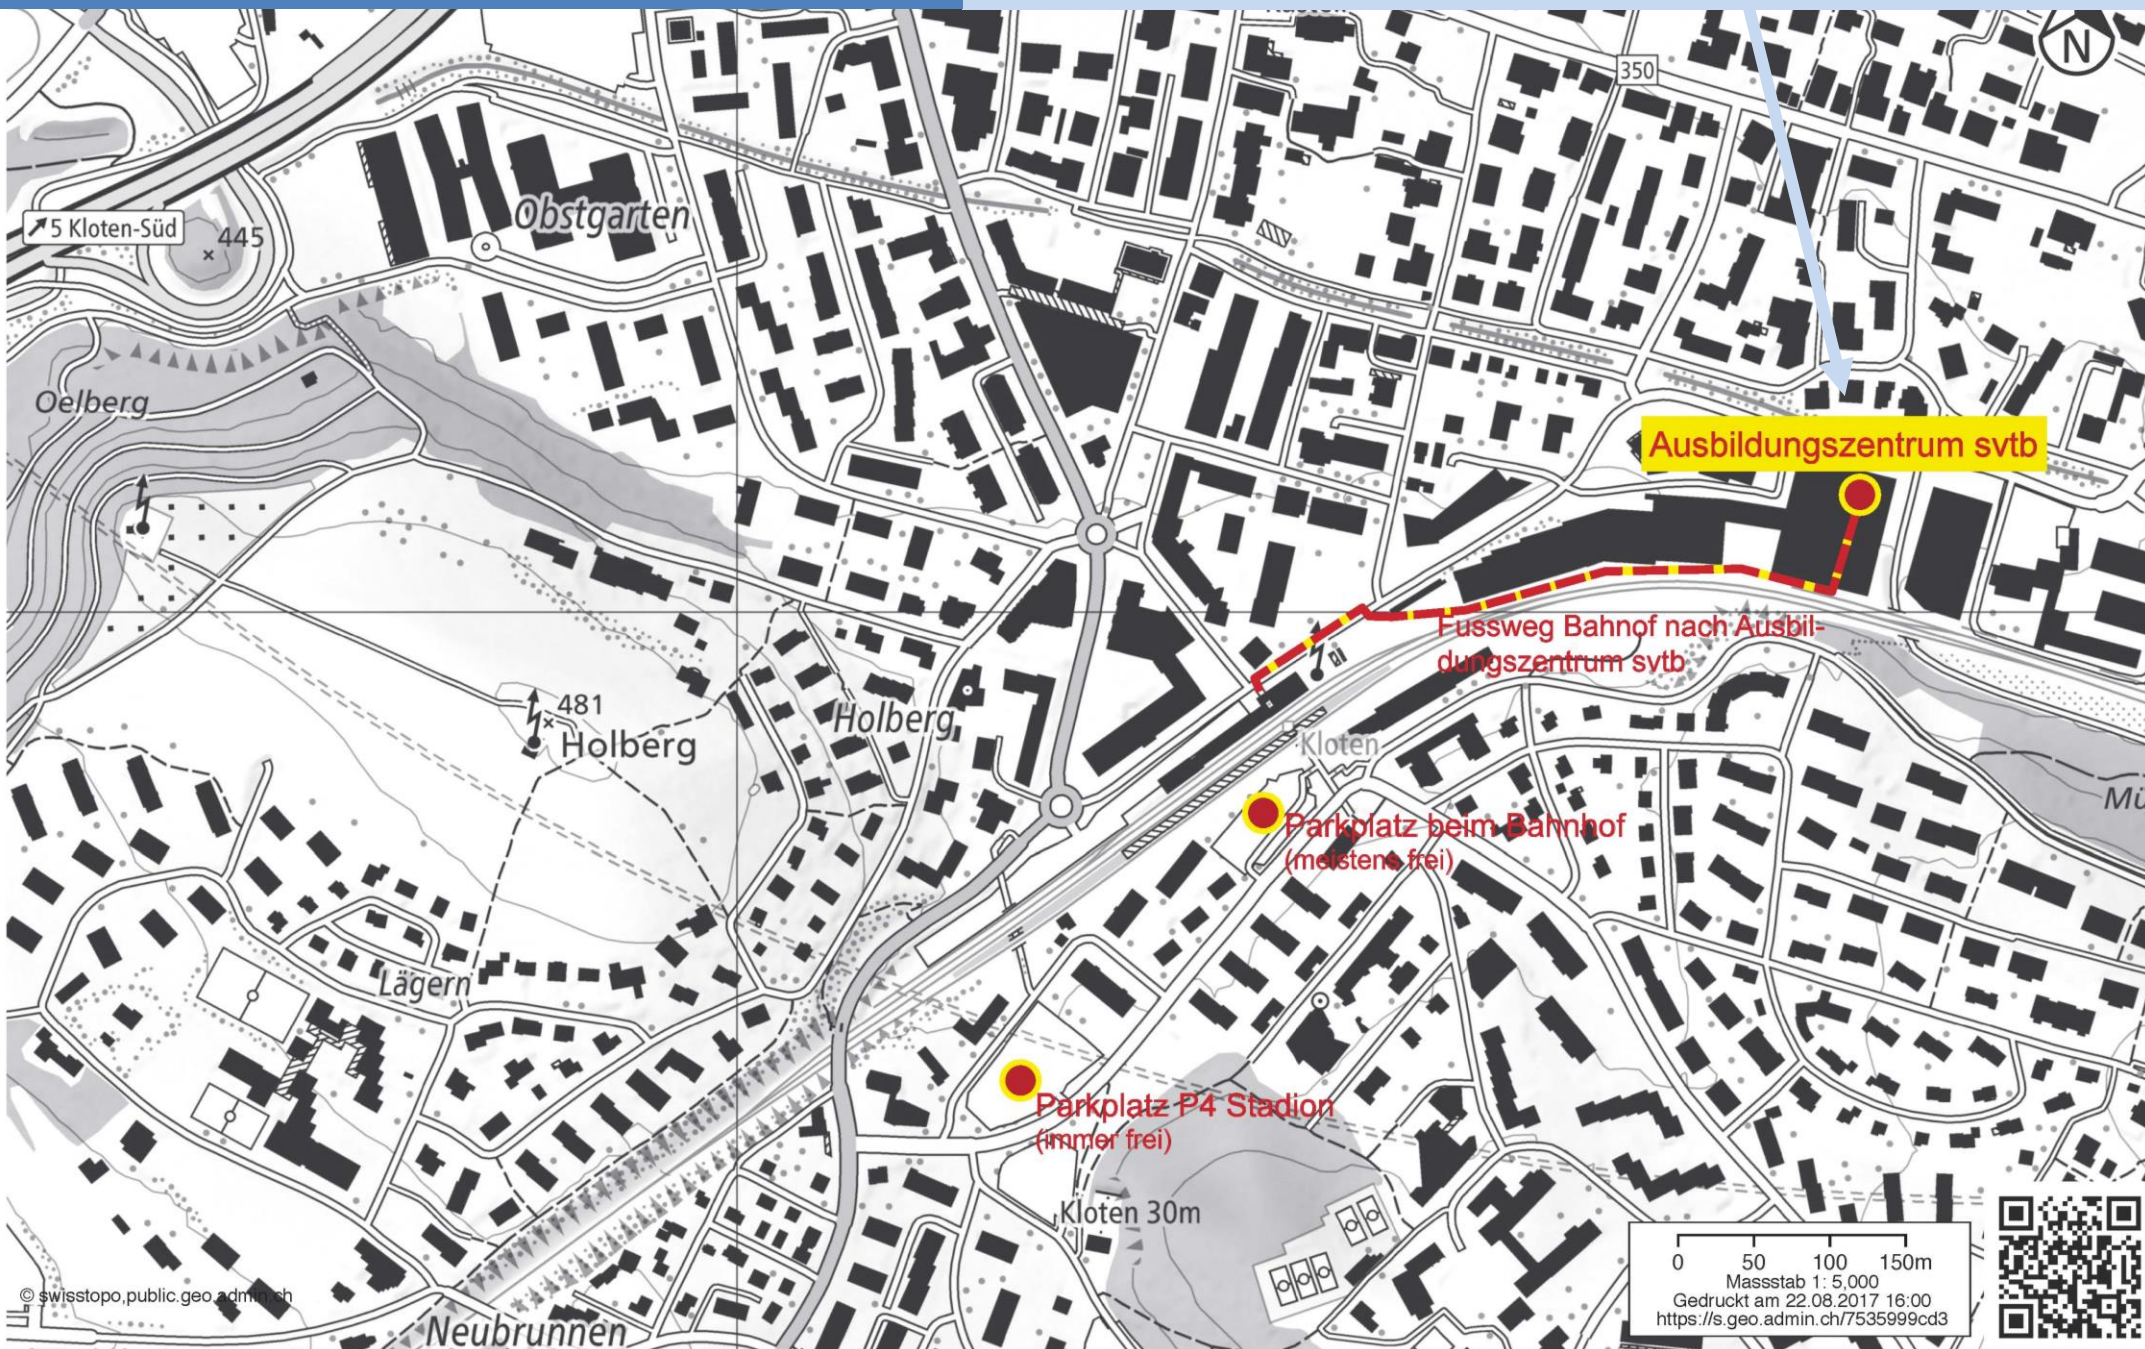 350
N
5 Kloten-Süd
445
Obstgarten
Oelberg
Ausbildungszentrum svtb
Fussweg Bahnof nach Ausbil-
dungszentrum svtb
481
Holberg
Holberg
Kloten
Parkplatz beim Bahnhof
(meistens frei)
Lägern
Parkplatz P4 Stadion
(immer frei)
Kloten 30m
0 50 100 150m
Massstab 1: 5,000
Gedruckt am 22.08.2017 16:00
https://s.geo.admin.ch/7535999cd3
© swisstopo,public.geo.admin.ch
Neubrunnen